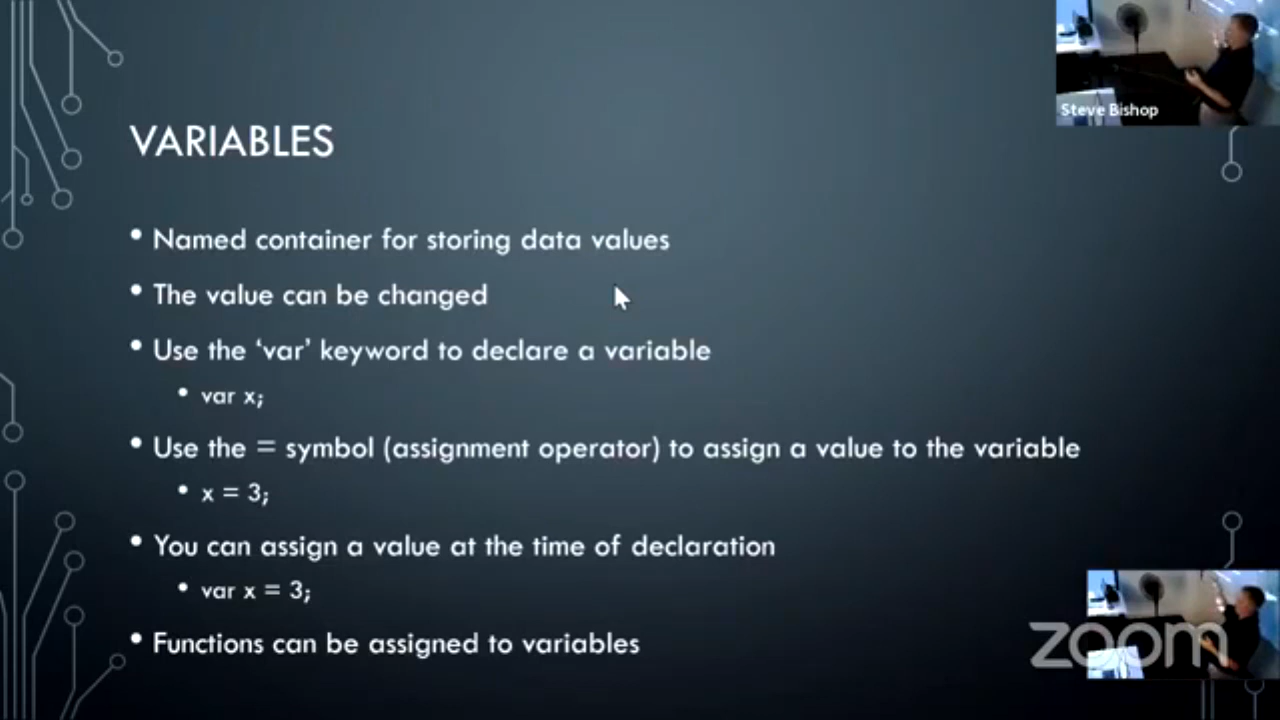 Steve Bishop
VARIABLES
• Named container for storing data values
• The value can be changed
• Use the ‘var’ keyword to declare a variable
• var x;
• Use the = symbol (assignment operator) to assign a value to the variable
• x = 3;
• You can assign a value at the time of declaration
• var x = 3;
• Functions can be assigned to variables
zoom